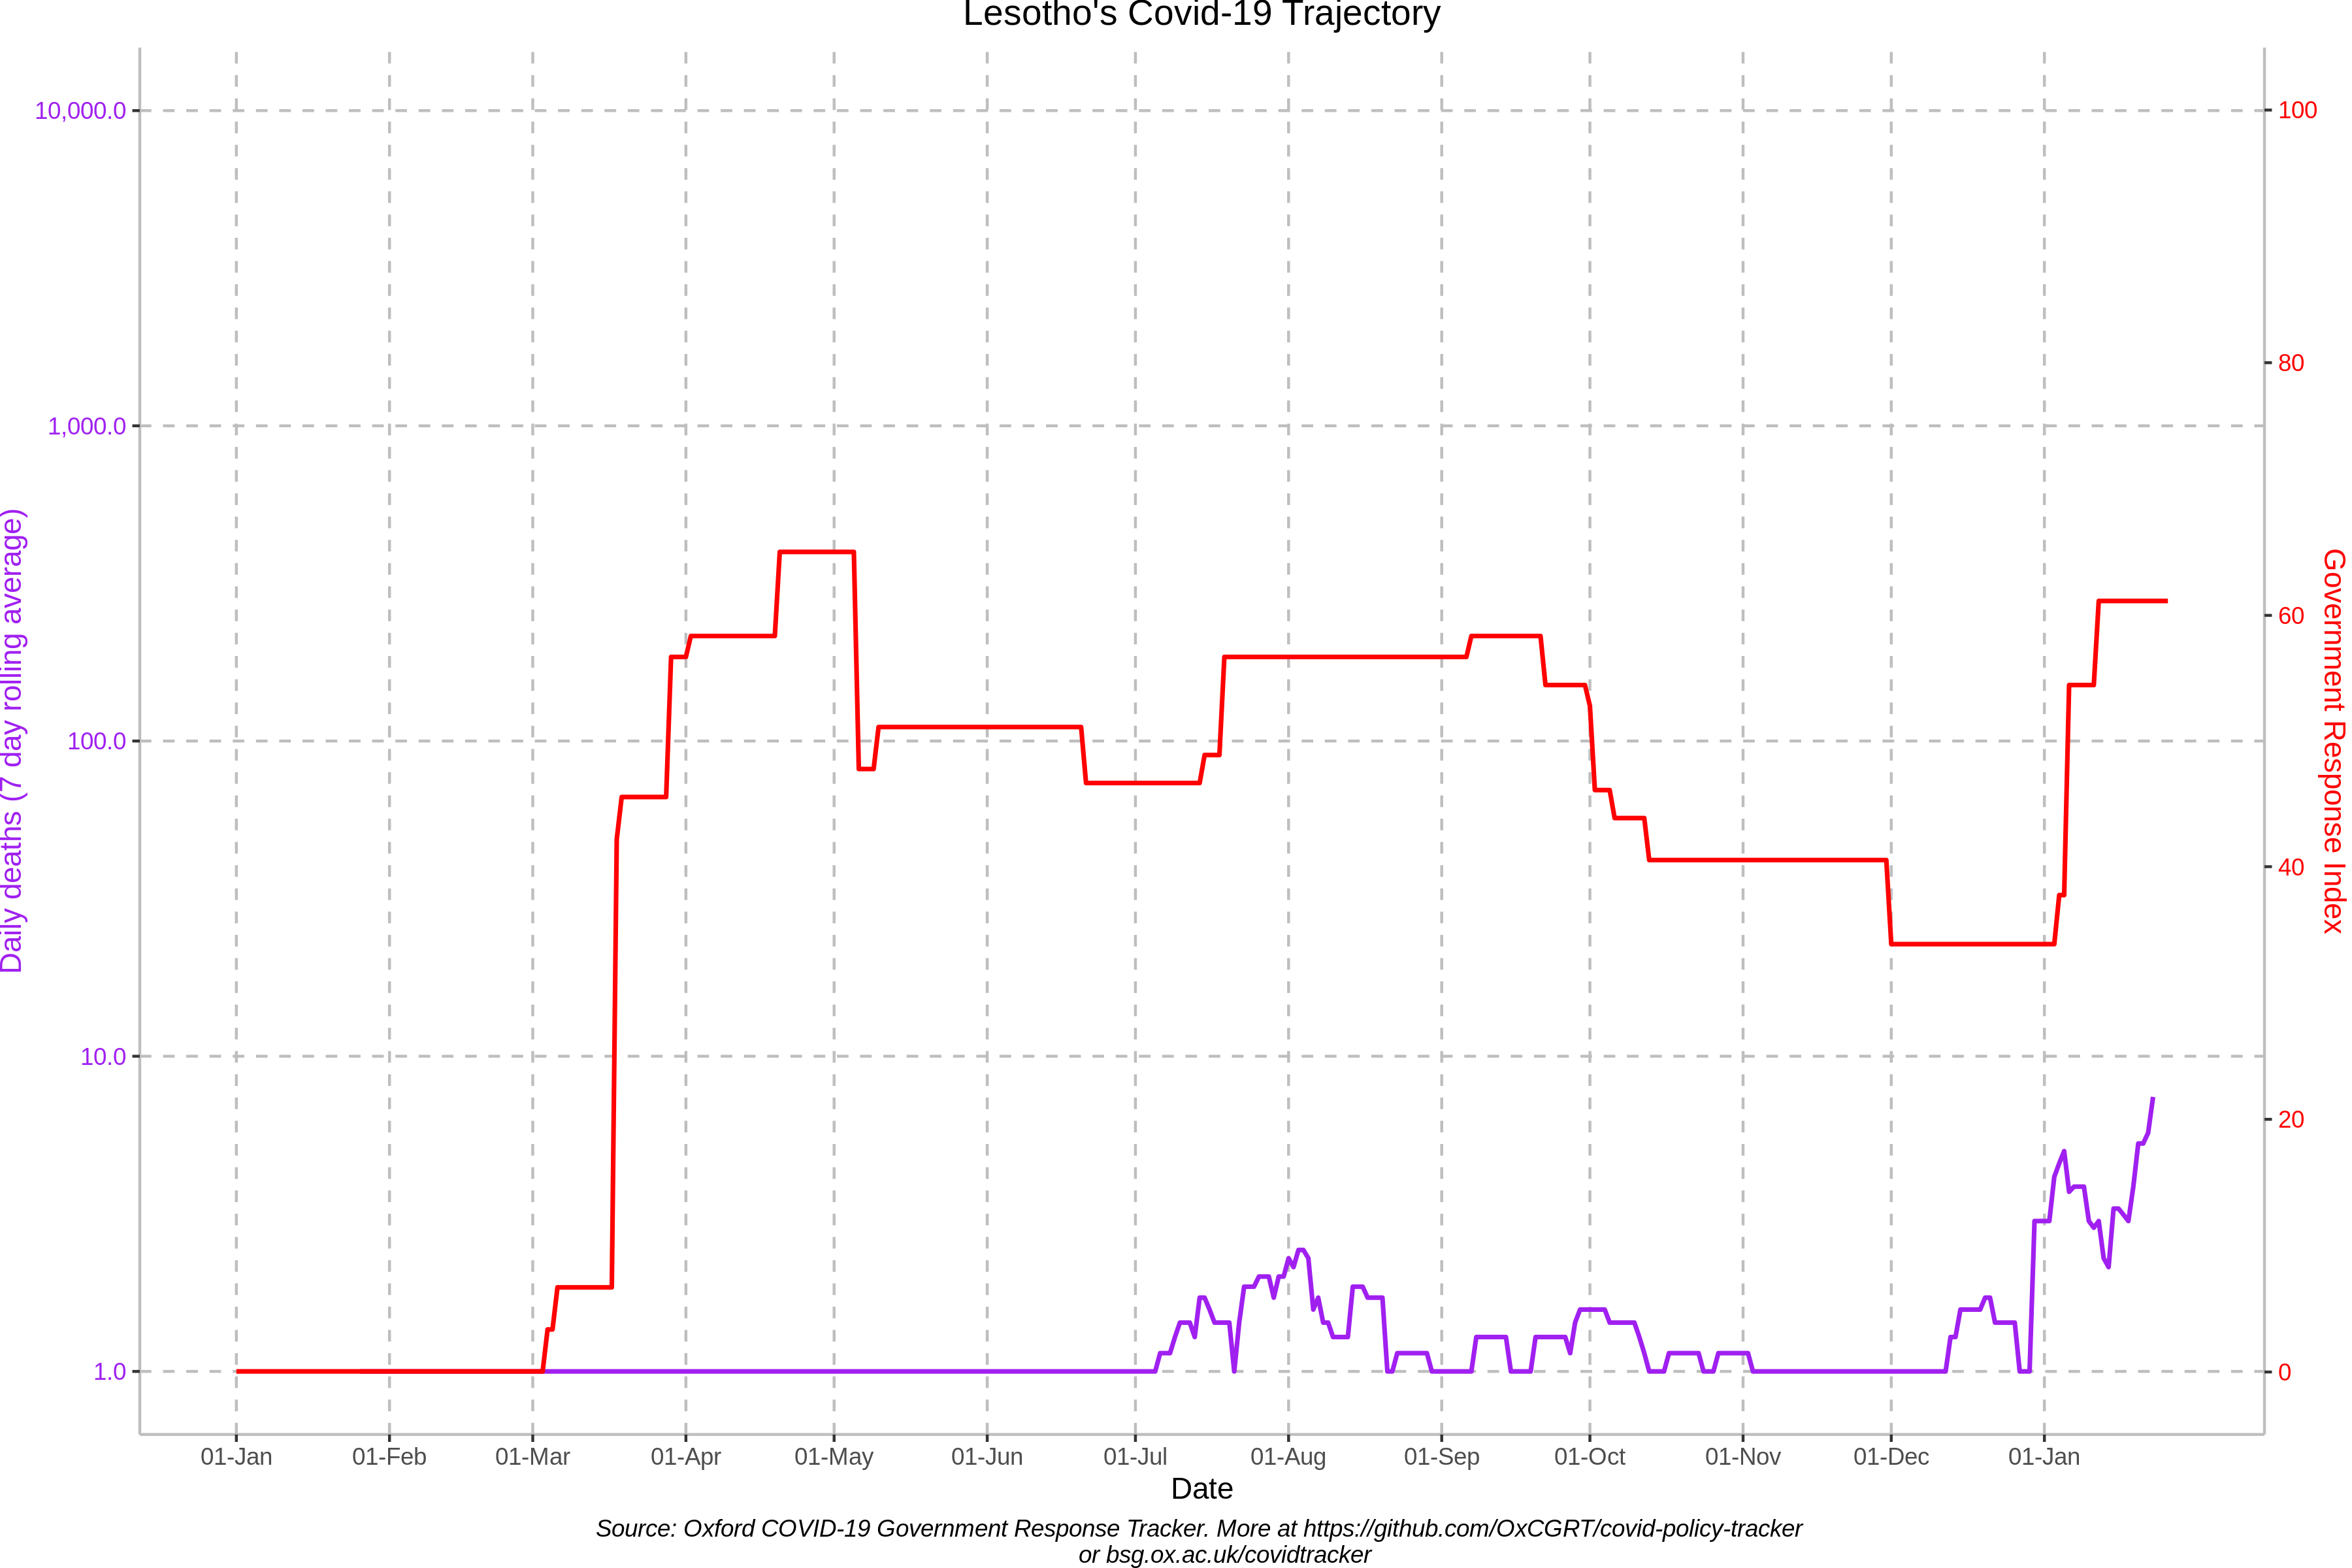 Lesotho's Covid-19 Trajectory
10,000.0
1,000.0
100.0
10.0
1.0
Daily deaths (7 day rolling average)
100
80
60
40
20
0
Government Response Index
01-Jan 01-Feb 01-Mar 01-Apr 01-May 01-Jun 01-Jul 01-Aug 01-Sep 01-Oct 01-Nov 01-Dec 01-Jan
Date
Source: Oxford COVID-19 Government Response Tracker. More at https://github.com/OxCGRT/covid-policy-tracker
or bsg.ox.ac.uk/covidtracker